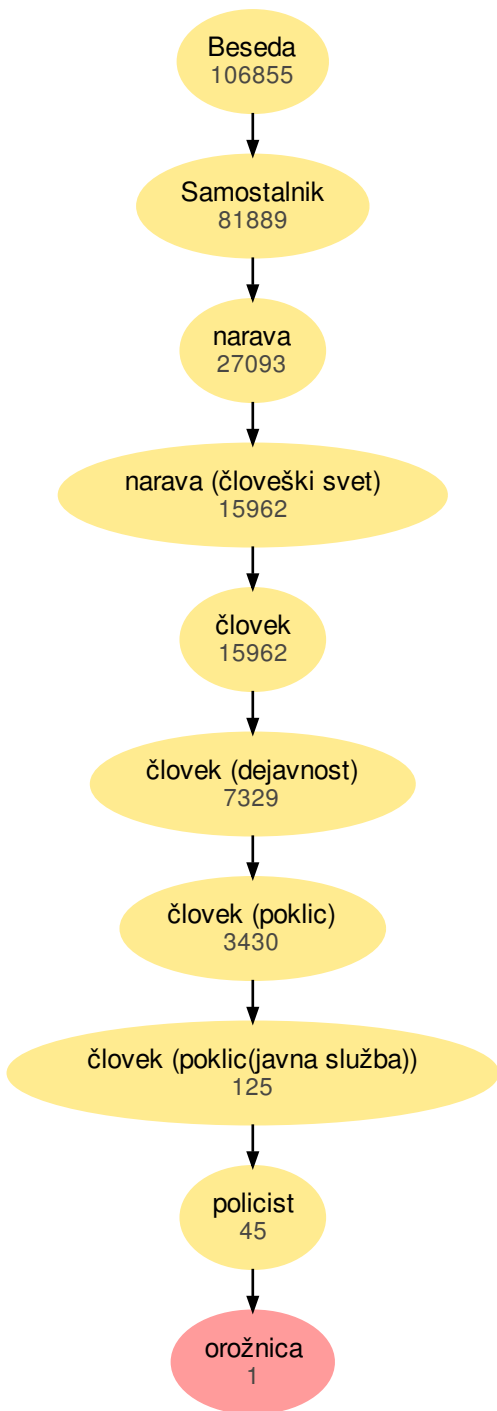 Beseda
106855
Samostalnik
81889
narava
27093
narava (človeški svet)
15962
človek
15962
človek (dejavnost)
7329
človek (poklic)
3430
človek (poklic(javna služba))
125
policist
45
orožnica
1